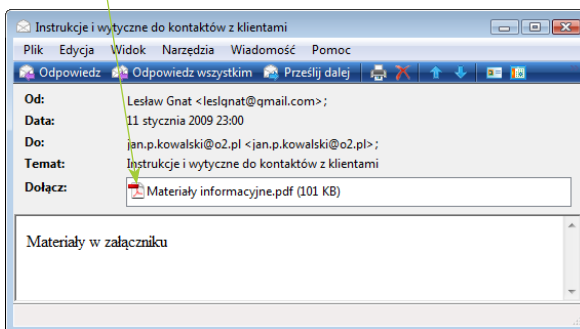 Instrukcje i wytyczne do kontaktów z klientami
Plik Edycja Widok Narzędzia Wiadomość Pomoc
Odpowiedz Odpowiedz wszystkim Prześlij dalej
Od: Lesław Gnat <leslgnat@gmail.com>;
Data: 11 stycznia 2009 23:00
Do: jan.p.kowalski@o2.pl <jan.p.kowalski@o2.pl>;
Temat: Instrukcje i wytyczne do kontaktów z klientami
Dołącz: Materiały informacyjne.pdf (101 KB)
Materiały w załączniku